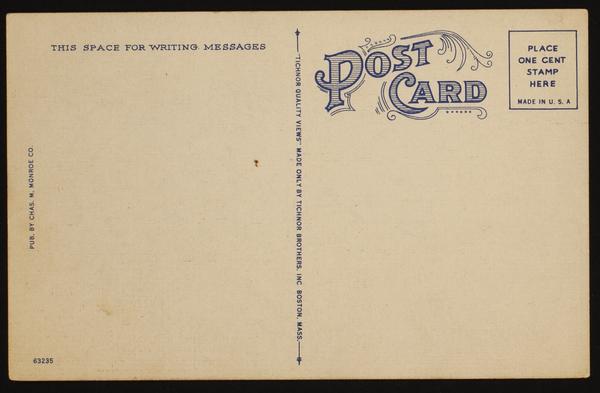 THIS SPACE FOR WRITING MESSAGES
PUB. BY CHAS. M. MONROE CO.
63235
"TICHNOR QUALITY VIEWS," MADE ONLY BY TICHNOR BROTHERS, INC. BOSTON, MASS.
POST
CARD
PLACE
ONE CENT
STAMP
HERE
MADE IN U. S. A